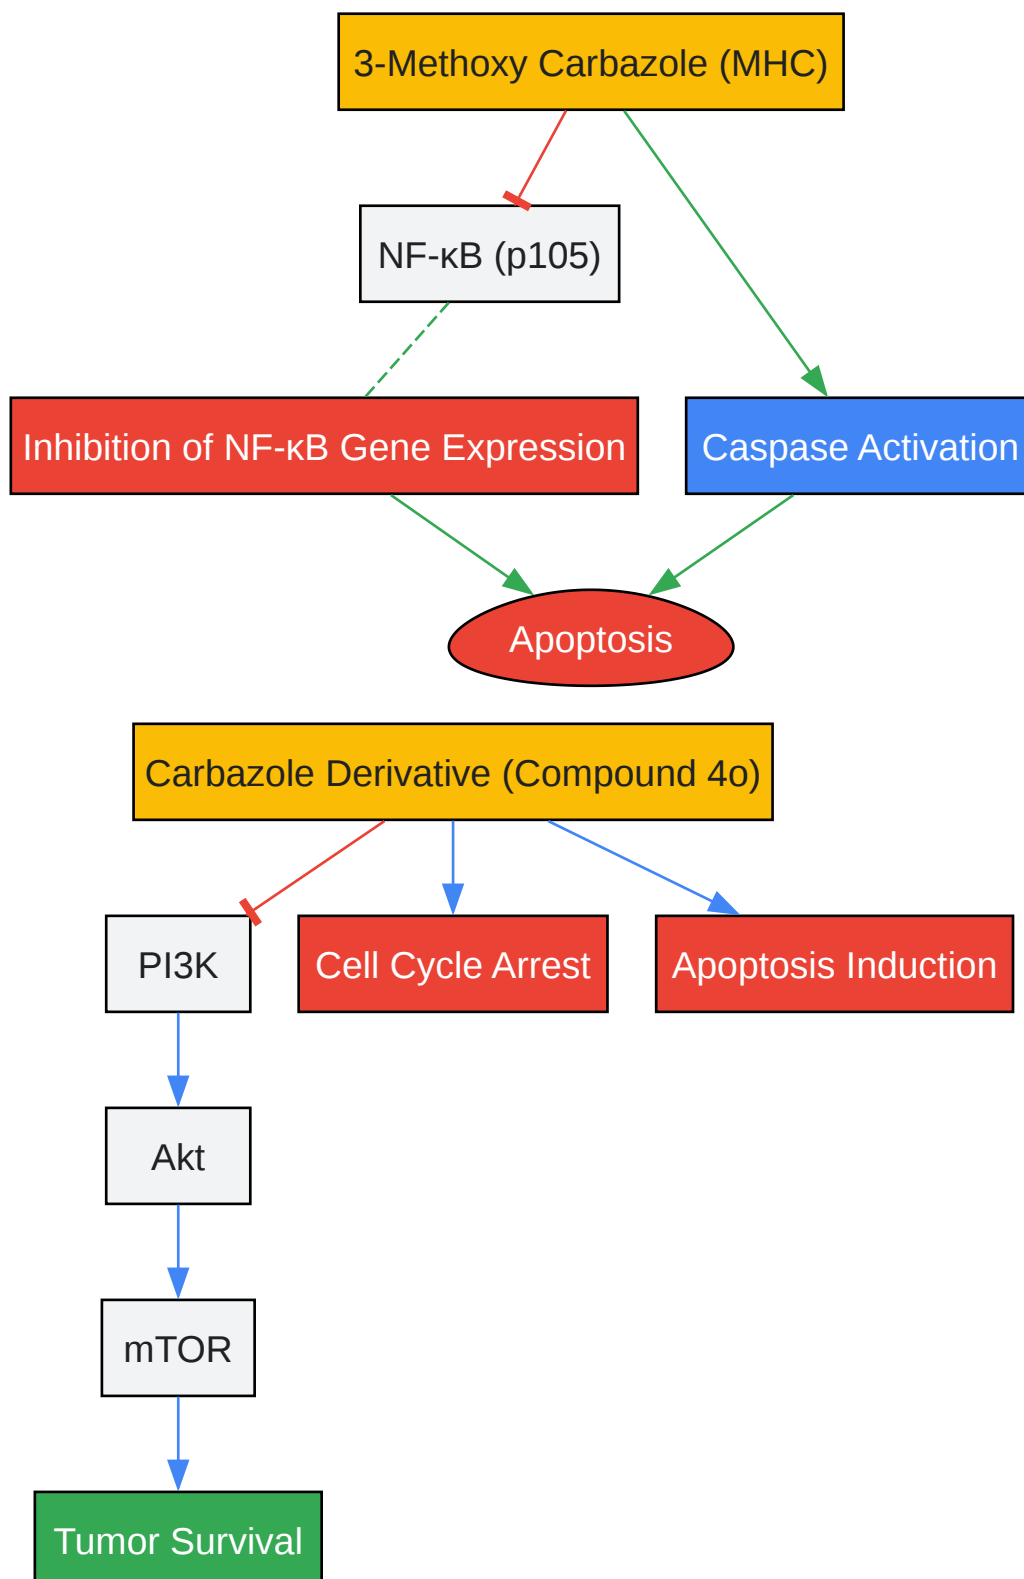 3-Methoxy Carbazole (MHC)
NF-κB (p105)
Inhibition of NF-κB Gene Expression
Caspase Activation
Apoptosis
Carbazole Derivative (Compound 4o)
PI3K
Cell Cycle Arrest
Apoptosis Induction
Akt
mTOR
Tumor Survival